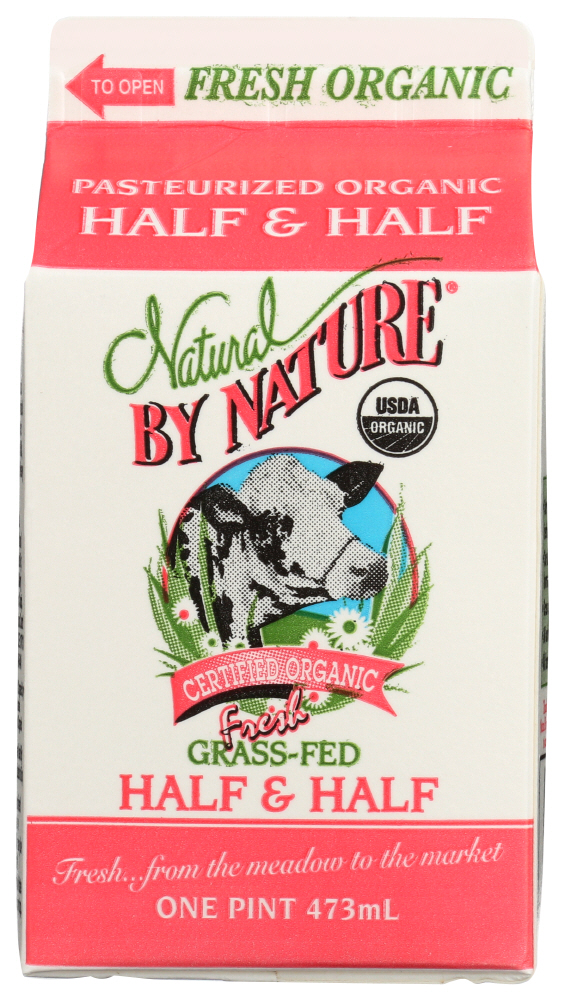 TO OPEN
FRESH ORGANIC
PASTEURIZED ORGANIC
HALF & HALF
Natural
BY NATURE®
USDA
ORGANIC
CERTIFIED ORGANIC
Fresh
GRASS-FED
HALF & HALF
Fresh...from the meadow to the market
ONE PINT 473mL